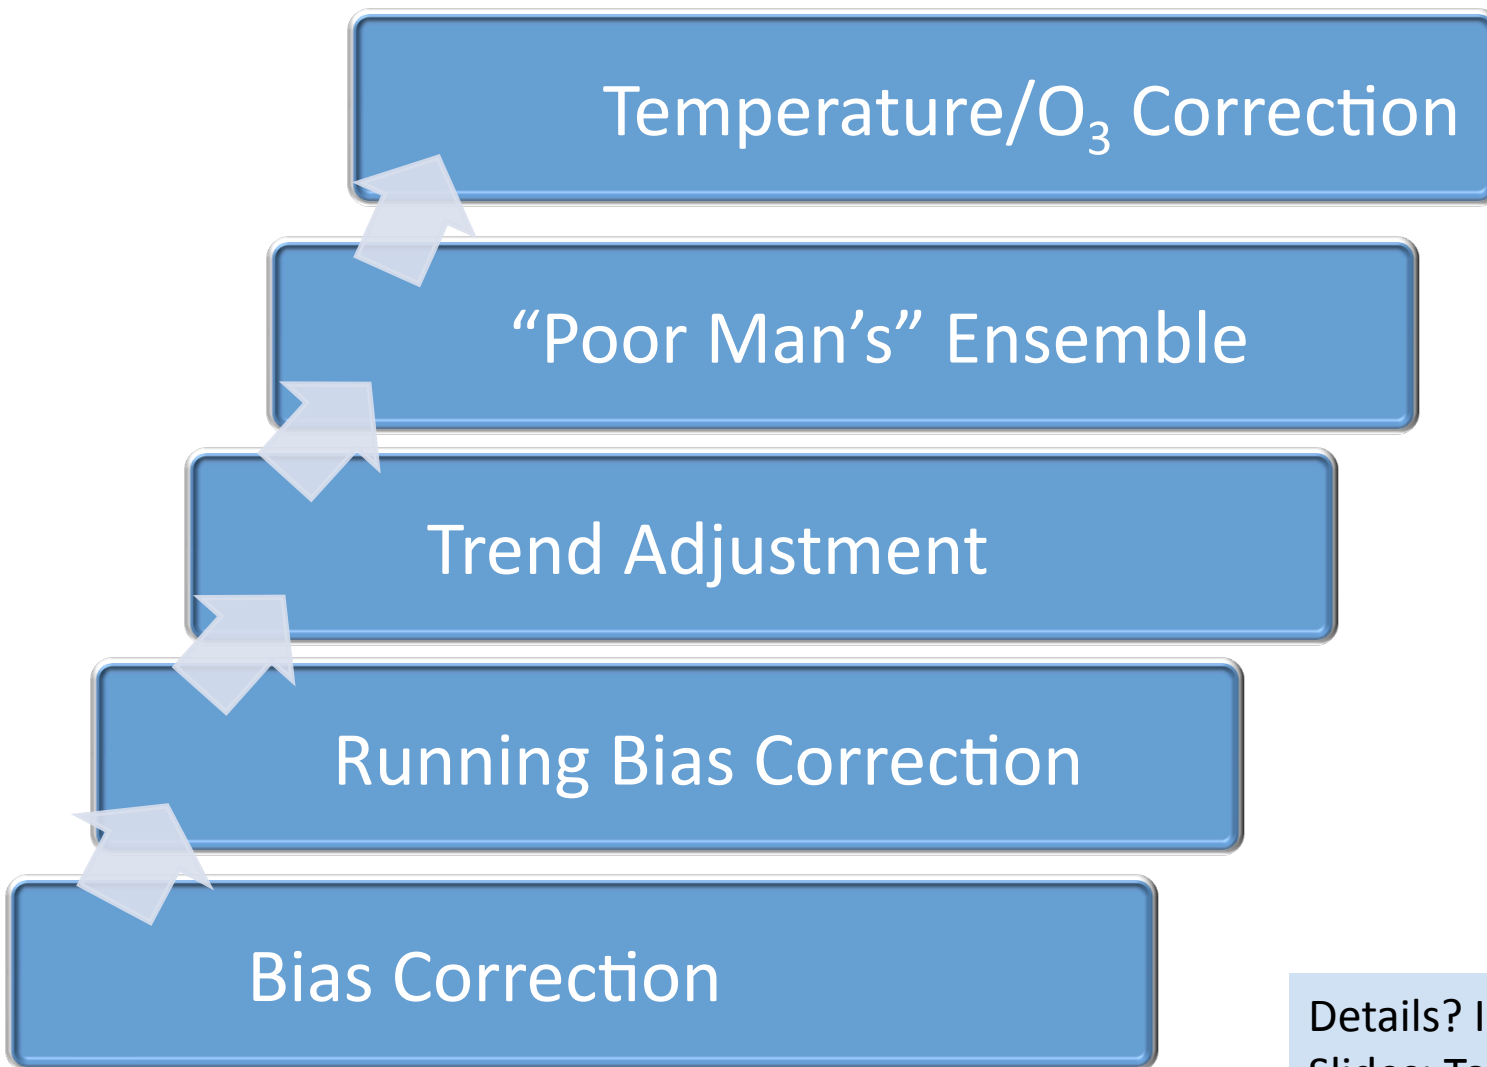 Temperature/O₃ Correction
“Poor Man’s” Ensemble
Trend Adjustment
Running Bias Correction
Bias Correction
Details?